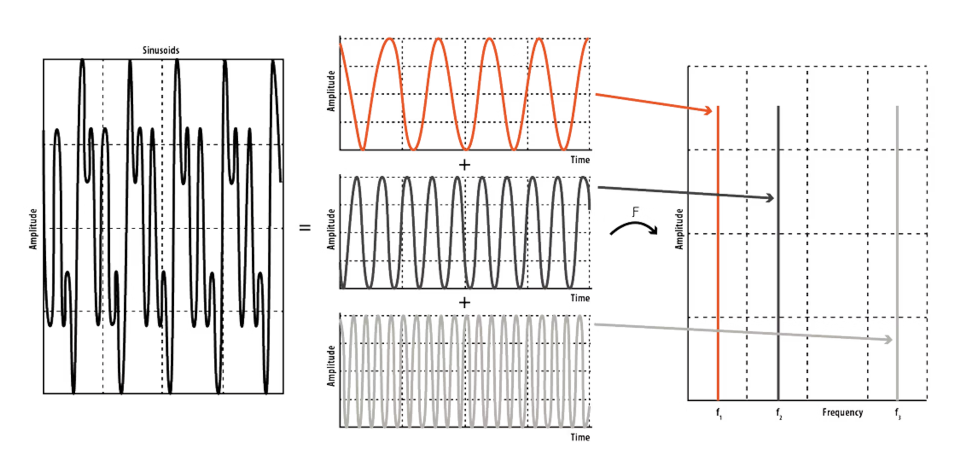 Sinusoids
Amplitude
=
Amplitude
Time
+
Amplitude
Time
+
Amplitude
Time
F
Amplitude
f₁
f₂
Frequency
f₃